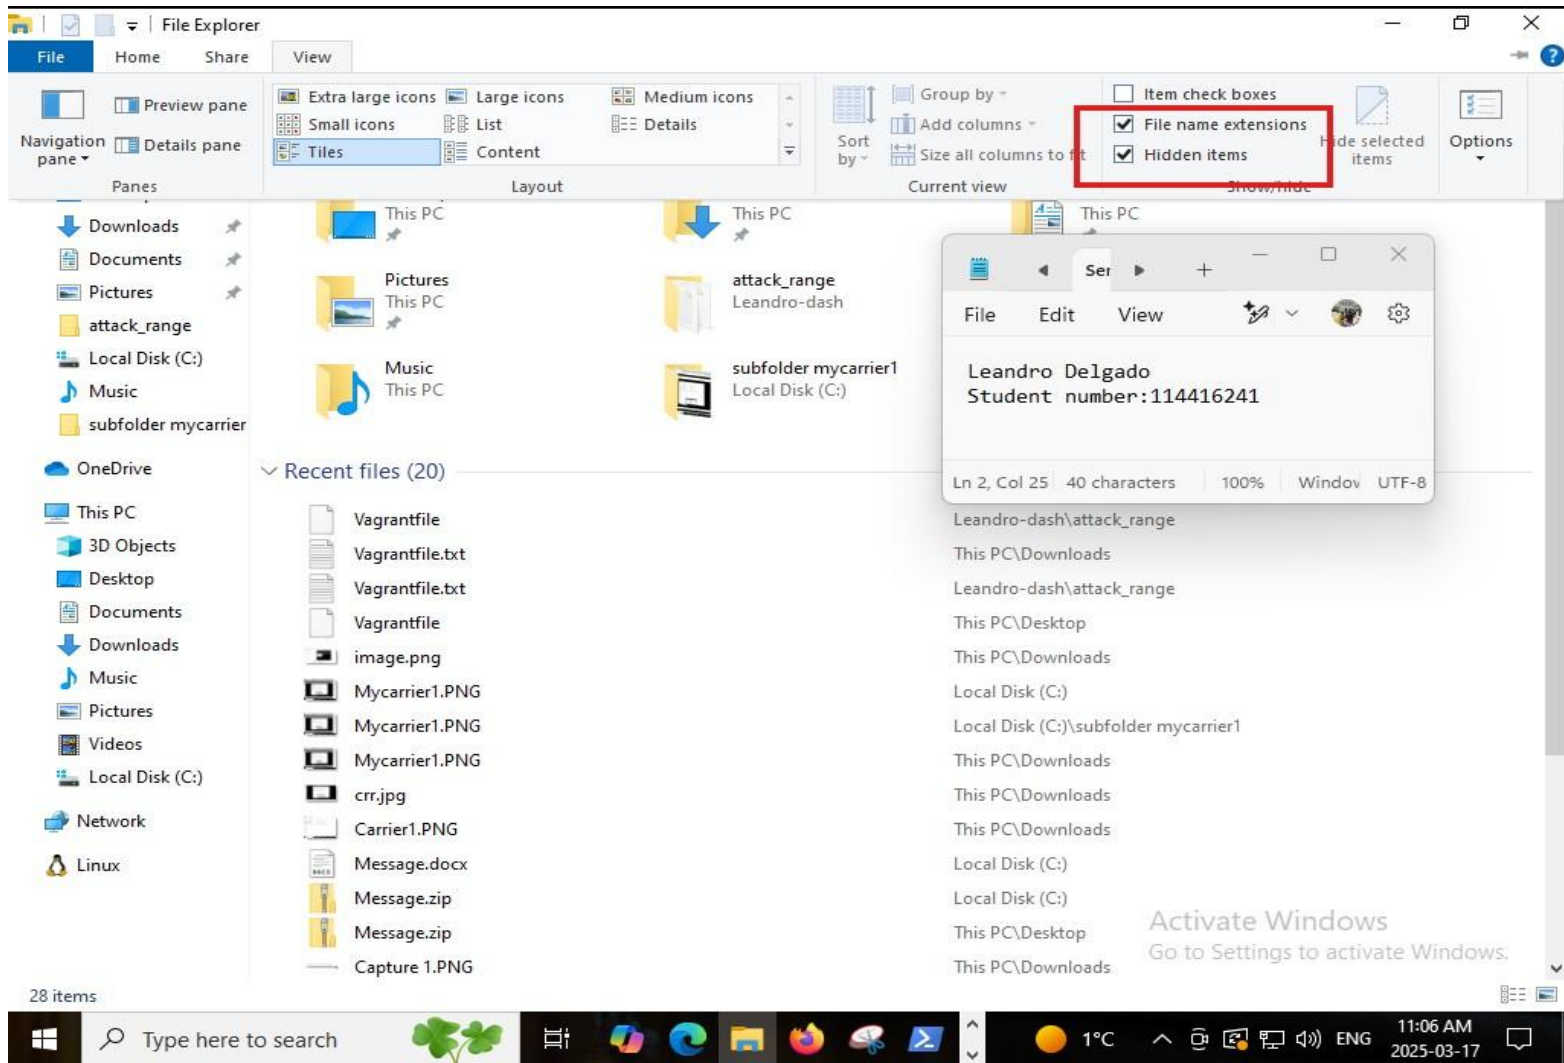 File Explorer
File Home Share View
Navigation pane
Preview pane
Details pane
Panes
Extra large icons Large icons Medium icons
Small icons List Details
Tiles Content
Layout
Sort by
Group by
Add columns
Size all columns to fit
Current view
Item check boxes
File name extensions
Hidden items
Show/hide
Hide selected items
Options
Downloads
Documents
Pictures
attack_range
Local Disk (C:)
Music
subfolder mycarrier
OneDrive
This PC
3D Objects
Desktop
Documents
Downloads
Music
Pictures
Videos
Local Disk (C:)
Network
Linux
This PC
This PC
This PC
Pictures
This PC
attack_range
Leandro-dash
Music
This PC
subfolder mycarrier1
Local Disk (C:)
Ser
File Edit View
Leandro Delgado
Student number:114416241
Ln 2, Col 25 40 characters 100% Windov UTF-8
Recent files (20)
Vagrantfile Leandro-dash\attack_range
Vagrantfile.txt This PC\Downloads
Vagrantfile.txt Leandro-dash\attack_range
Vagrantfile This PC\Desktop
image.png This PC\Downloads
Mycarrier1.PNG Local Disk (C:)
Mycarrier1.PNG Local Disk (C:)\subfolder mycarrier1
Mycarrier1.PNG This PC\Downloads
crr.jpg This PC\Downloads
Carrier1.PNG This PC\Downloads
Message.docx Local Disk (C:)
Message.zip Local Disk (C:)
Message.zip This PC\Desktop
Capture 1.PNG This PC\Downloads
Activate Windows
Go to Settings to activate Windows.
28 items
Type here to search
1°C
ENG
11:06 AM
2025-03-17